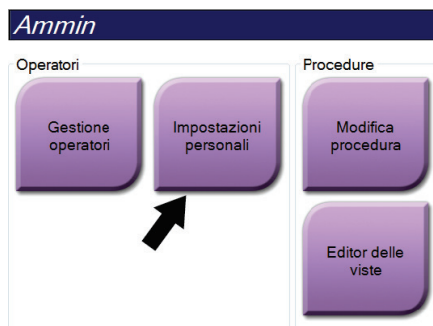 Ammin
Operatori
Procedure
Gestione
operatori
Impostazioni
personali
Modifica
procedura
Editor delle
viste